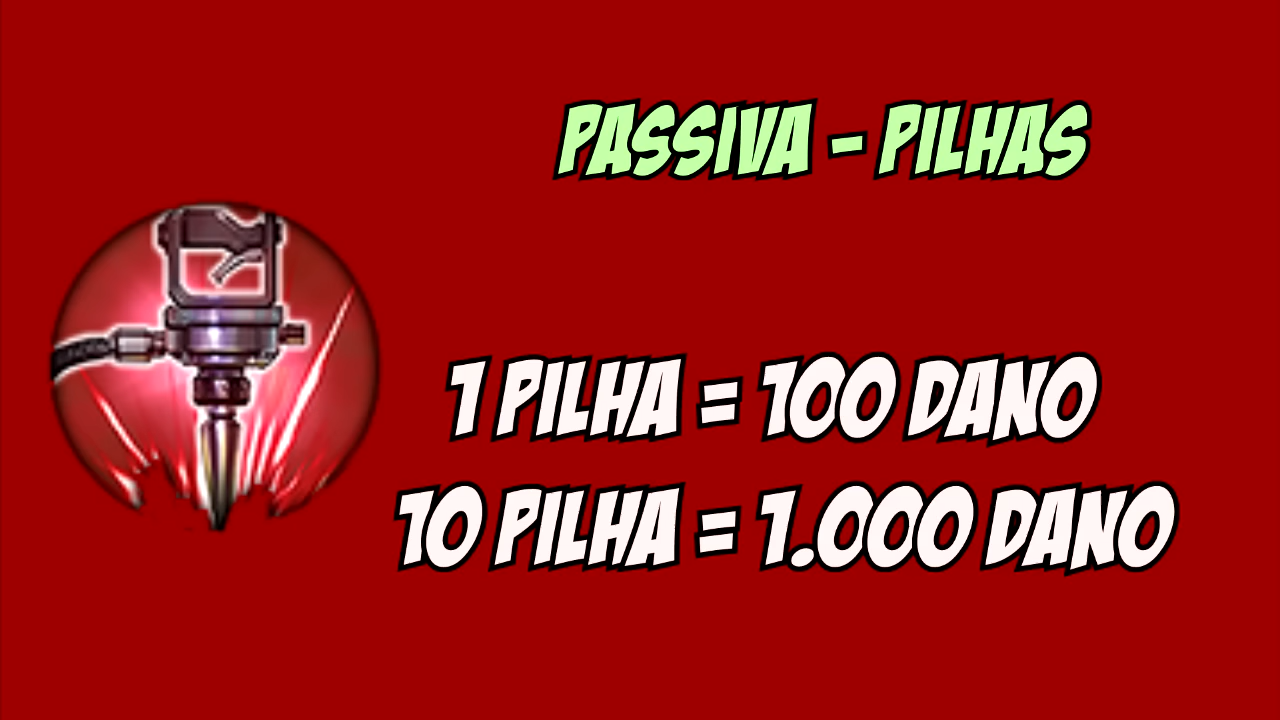 PASSIVA - PILHAS
1 PILHA = 100 DANO
10 PILHA = 1.000 DANO